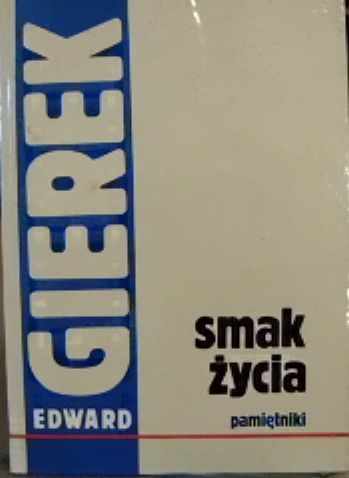 EDWARD
GIEREK
smak
życia
pamiętniki